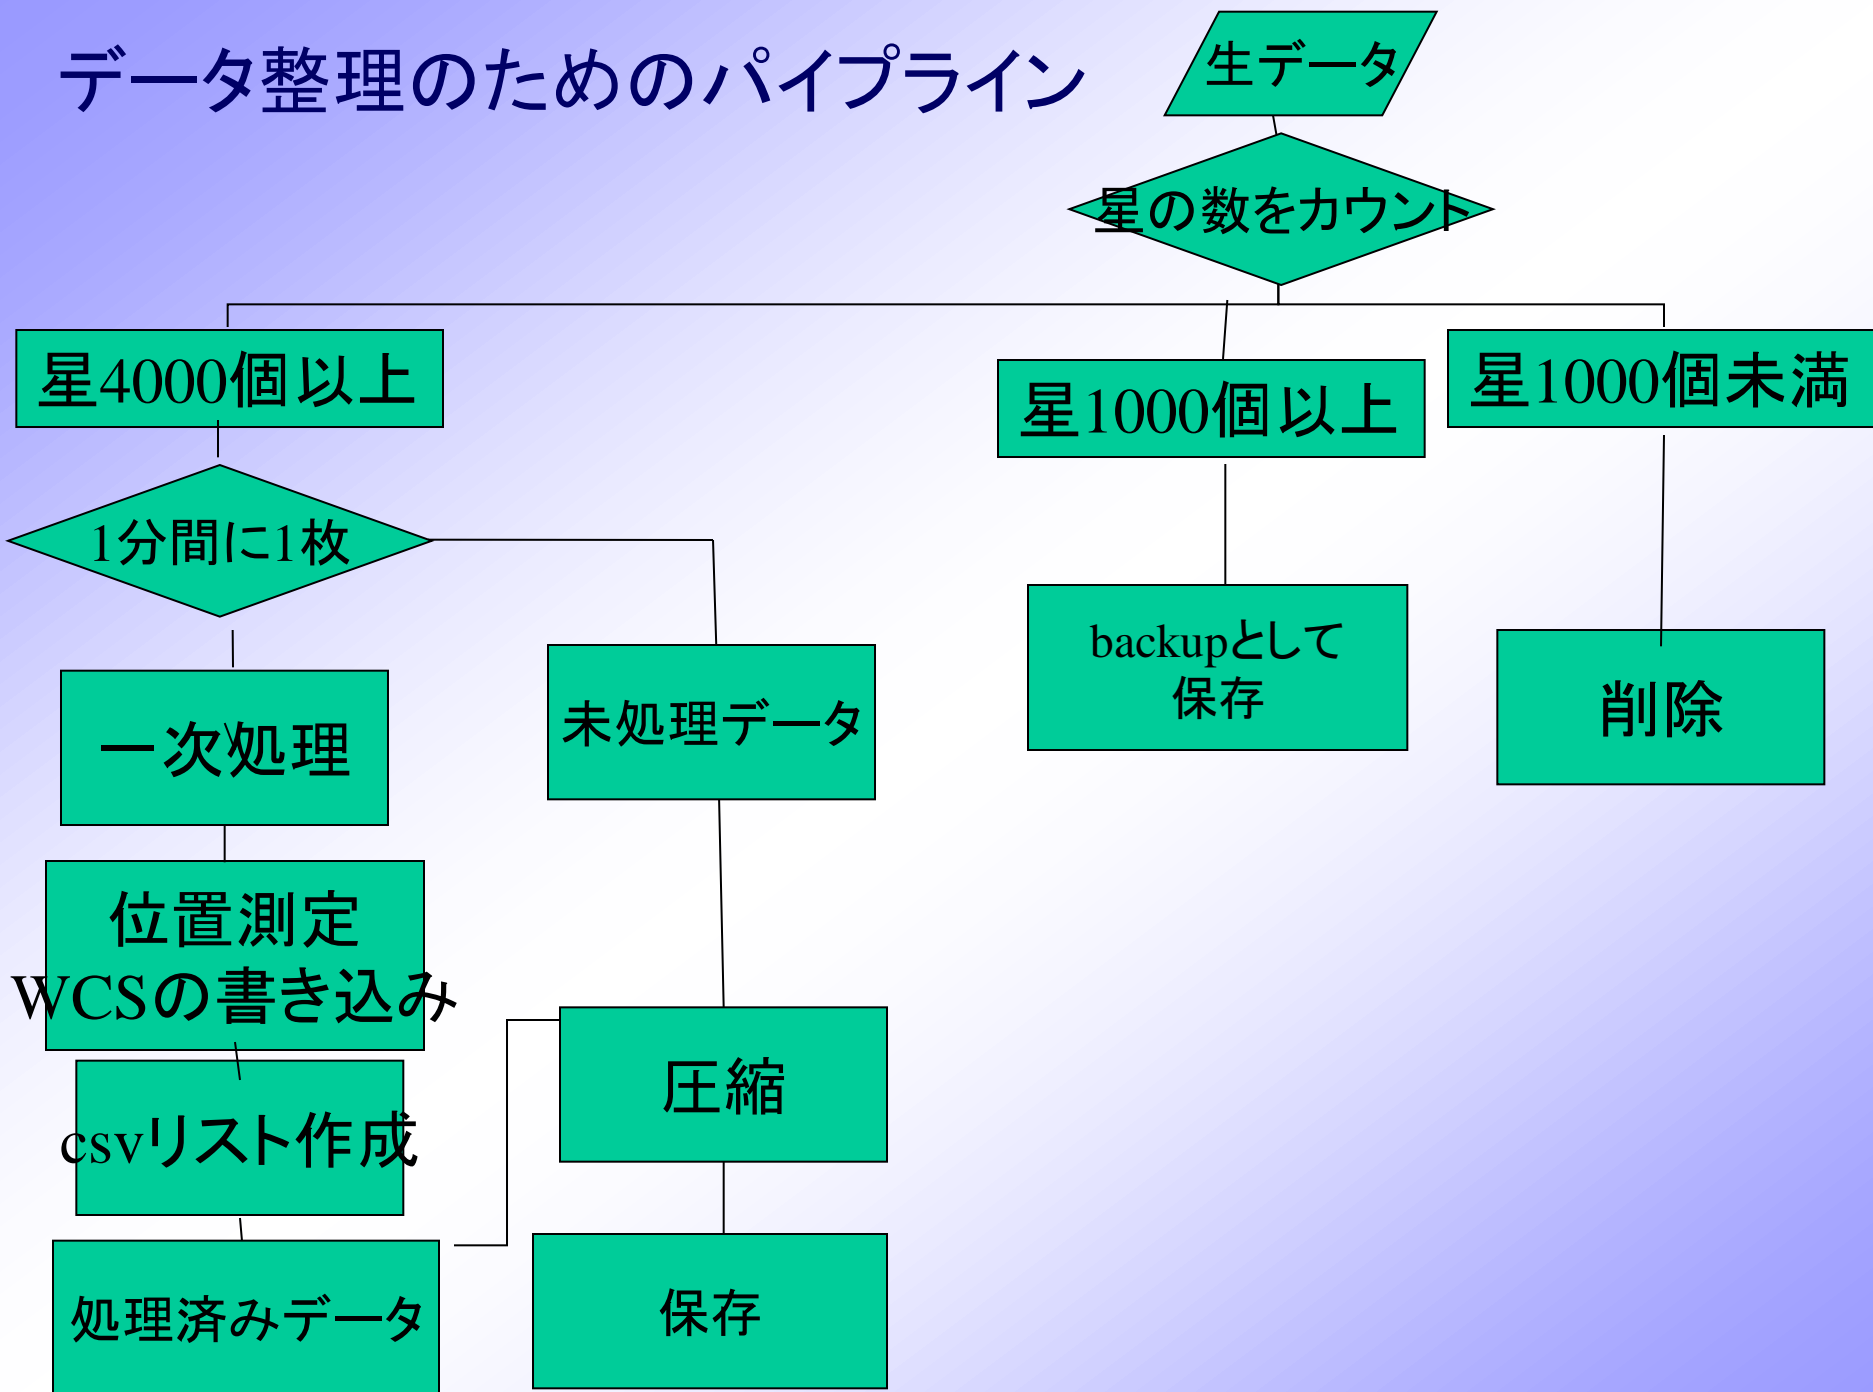 データ整理のためのパイプライン
生データ
星の数をカウント
星4000個以上
星1000個以上
星1000個未満
1分間に1枚
backupとして
保存
一次処理
未処理データ
削除
位置測定
WCSの書き込み
圧縮
csvリスト作成
処理済みデータ
保存